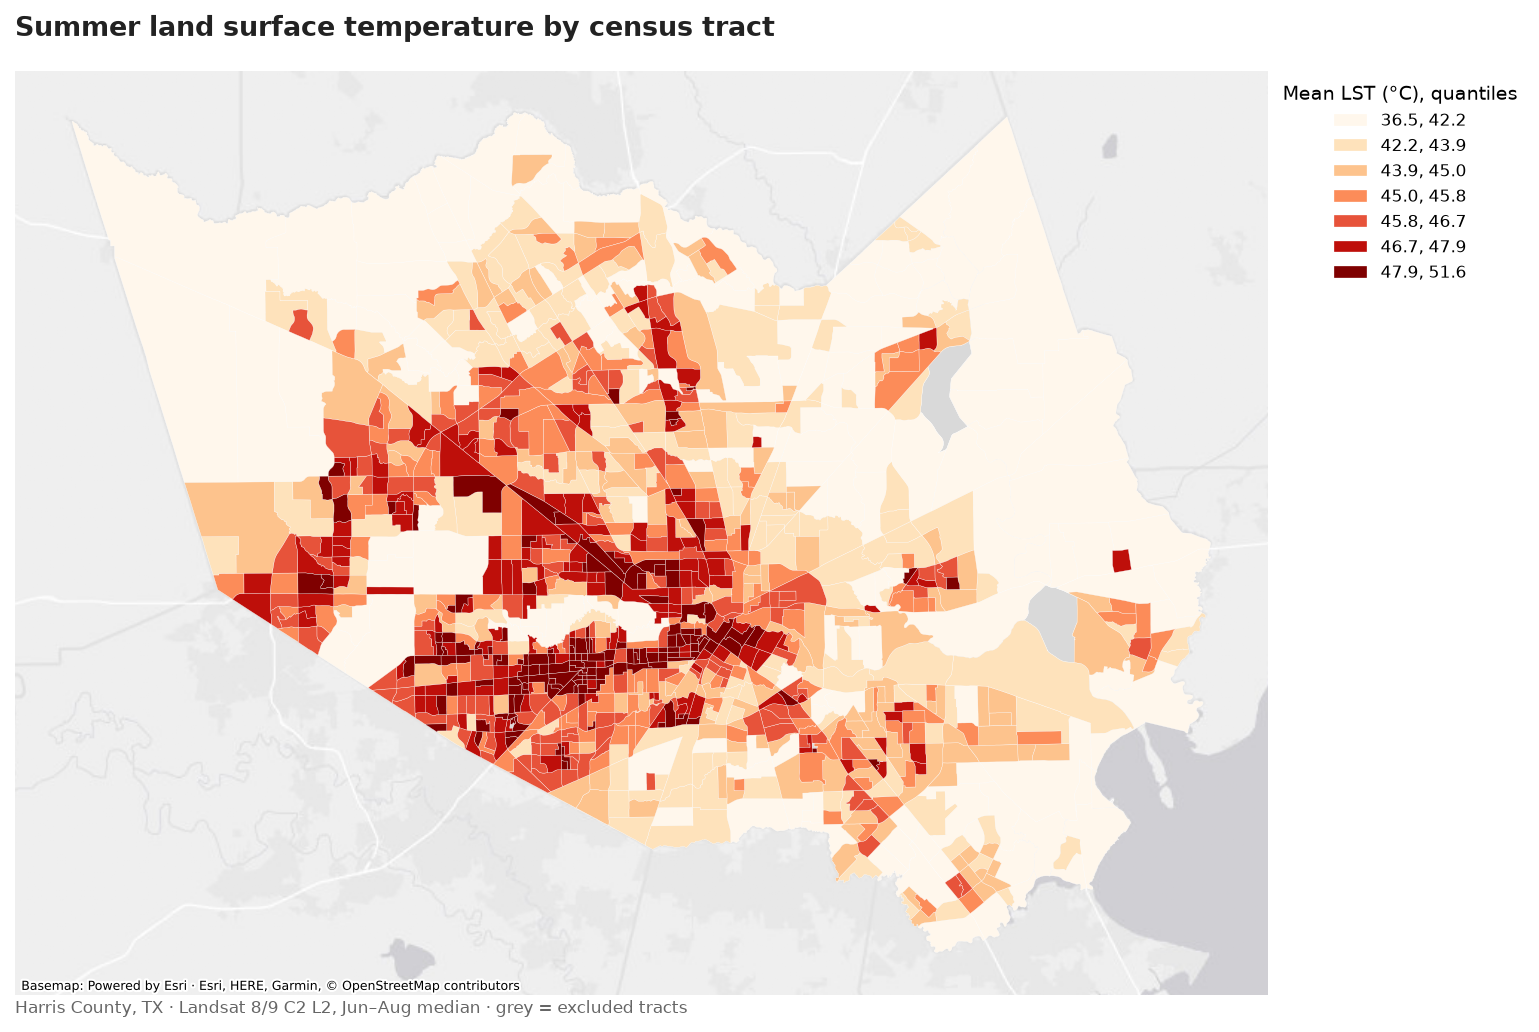 Summer land surface temperature by census tract
Mean LST (°C), quantiles
36.5, 42.2
42.2, 43.9
43.9, 45.0
45.0, 45.8
45.8, 46.7
46.7, 47.9
47.9, 51.6
Basemap: Powered by Esri · Esri, HERE, Garmin, © OpenStreetMap contributors
Harris County, TX · Landsat 8/9 C2 L2, Jun–Aug median · grey = excluded tracts